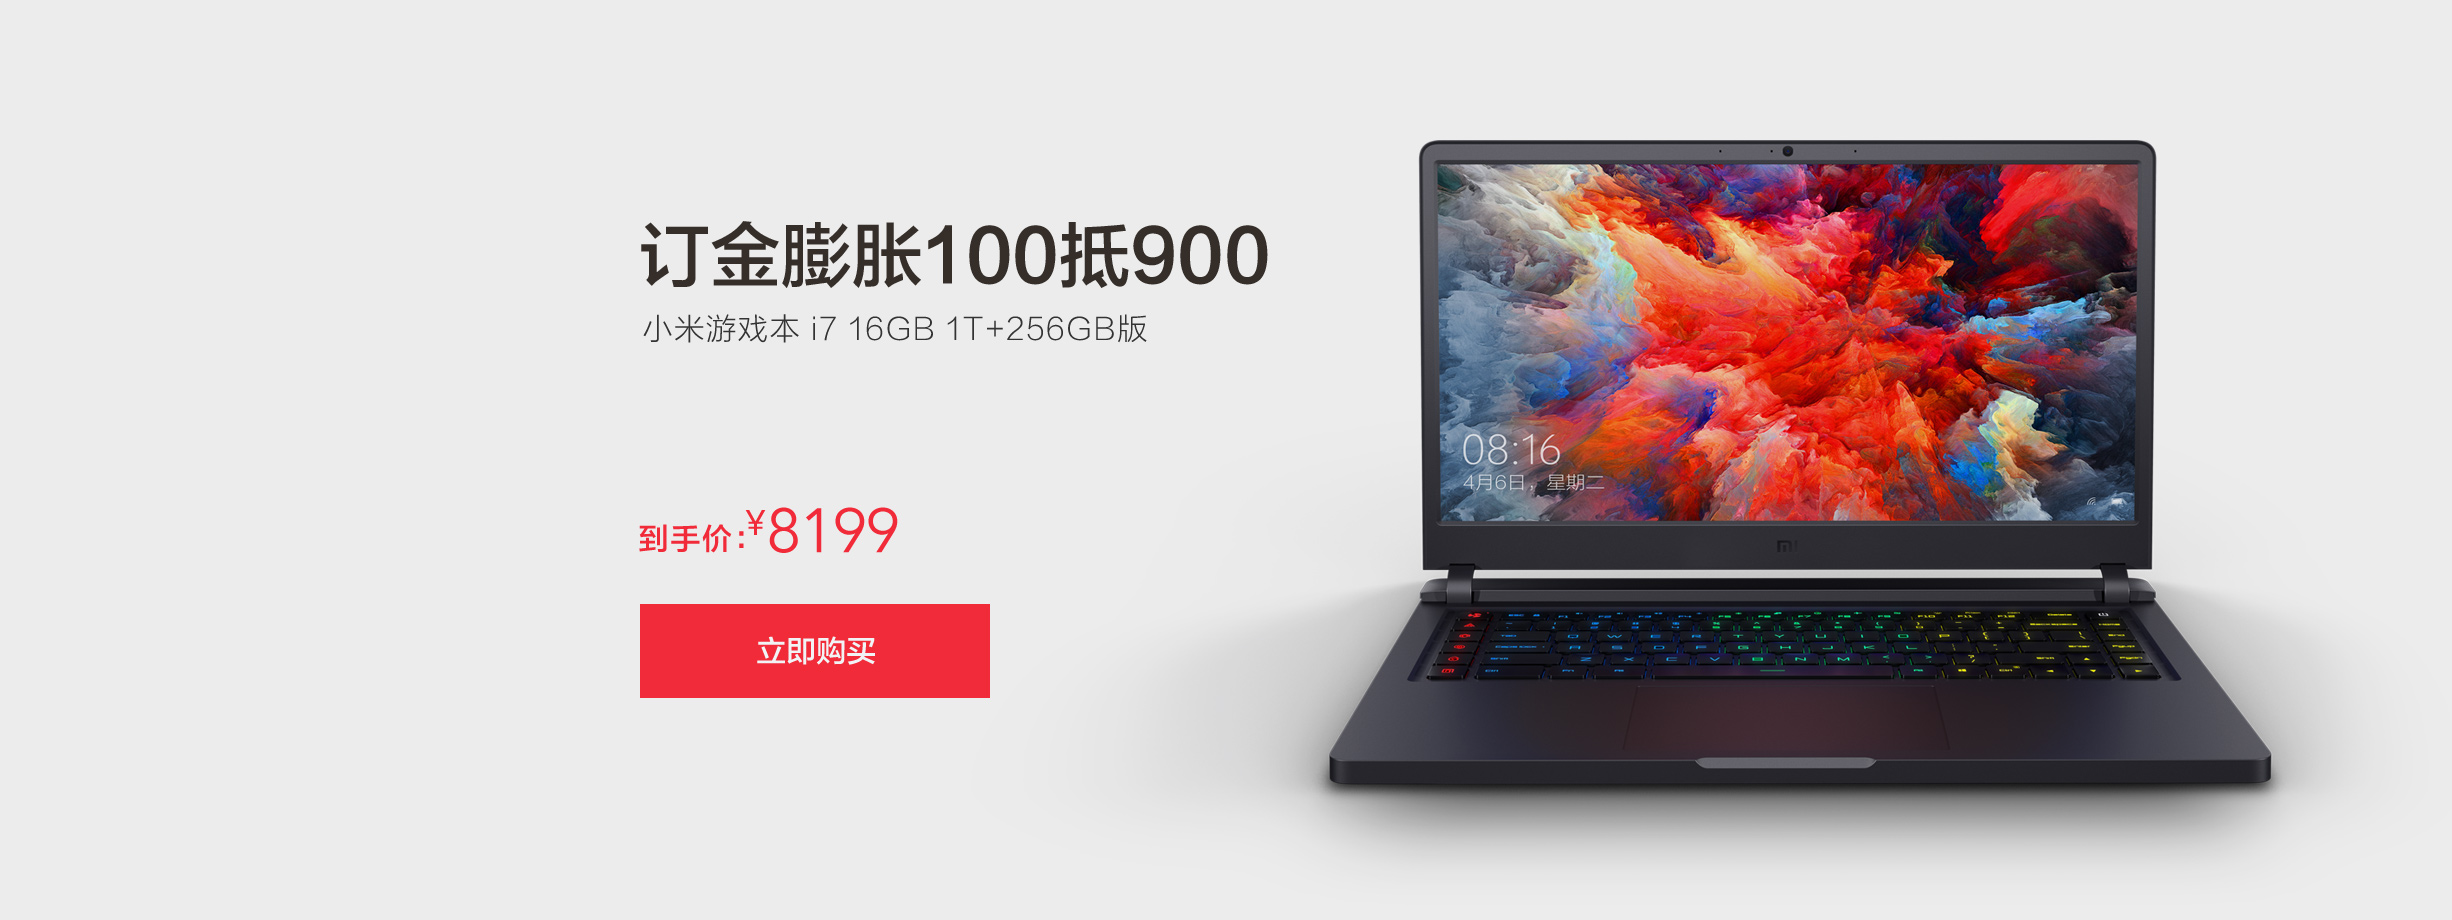 订金膨胀100抵900
小米游戏本 i7 16GB 1T+256GB版
到手价:¥8199
立即购买
08:16
4月6日，星期二
Q W E R T Y U I O P
A S D F G H J K L
Z X C V B N M